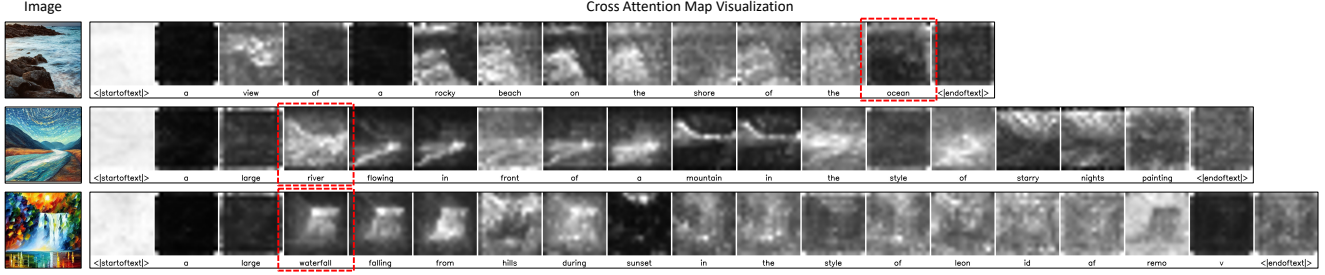 Image Cross Attention Map Visualization
<|startoftext|> a view of a rocky beach on the shore of the ocean <|endoftext|>
<|startoftext|> a large river flowing in front of a mountain in the style of starry nights painting <|endoftext|>
<|startoftext|> a large waterfall falling from hills during sunset in the style of leon id af remo v <|endoftext|>